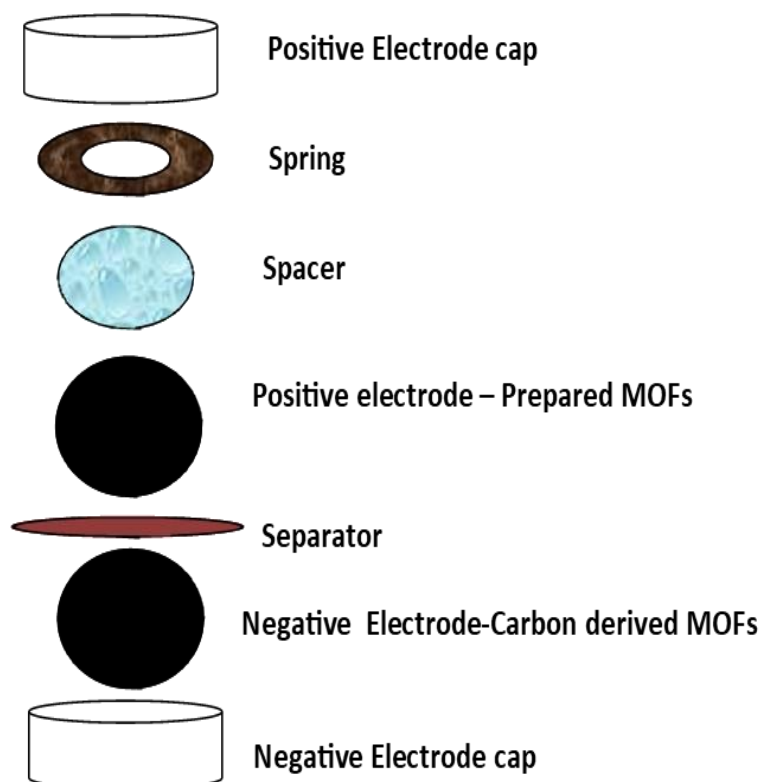 Positive Electrode cap
Spring
Spacer
Positive electrode – Prepared MOFs
Separator
Negative Electrode-Carbon derived MOFs
Negative Electrode cap